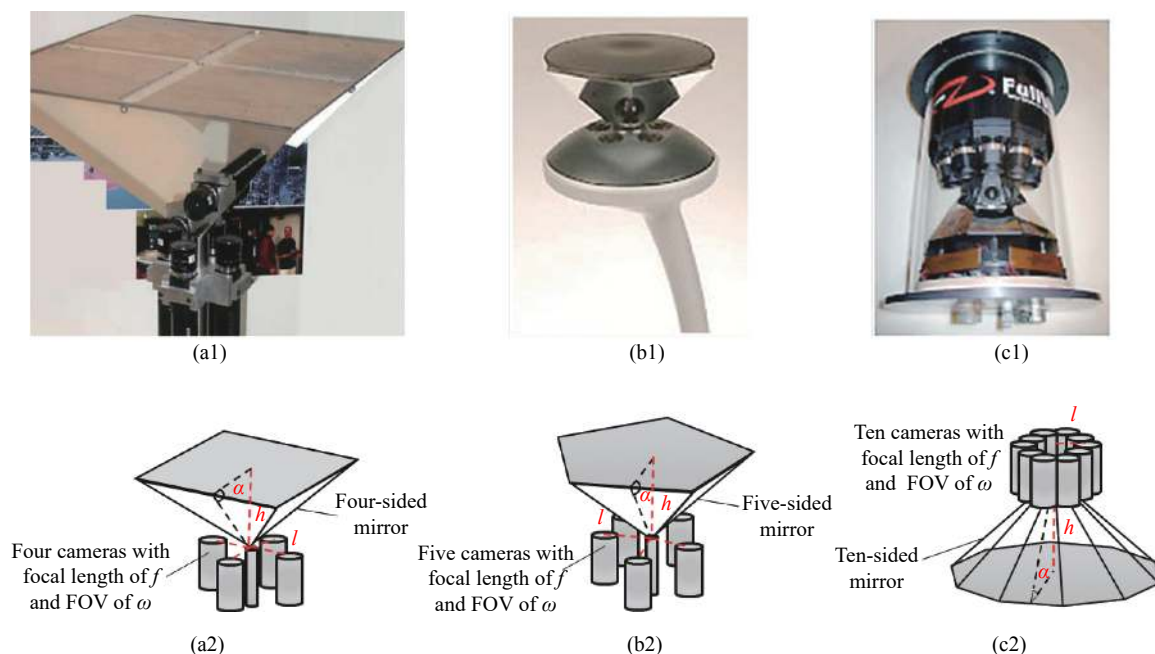 (a1)
(b1)
(c1)
α
h
l
Four-sided
mirror
Four cameras with
focal length of f
and FOV of ω
(a2)
α
h
l
Five-sided
mirror
Five cameras with
focal length of f
and FOV of ω
(b2)
l
Ten cameras with
focal length of f
and FOV of ω
h
Ten-sided
mirror
α
(c2)